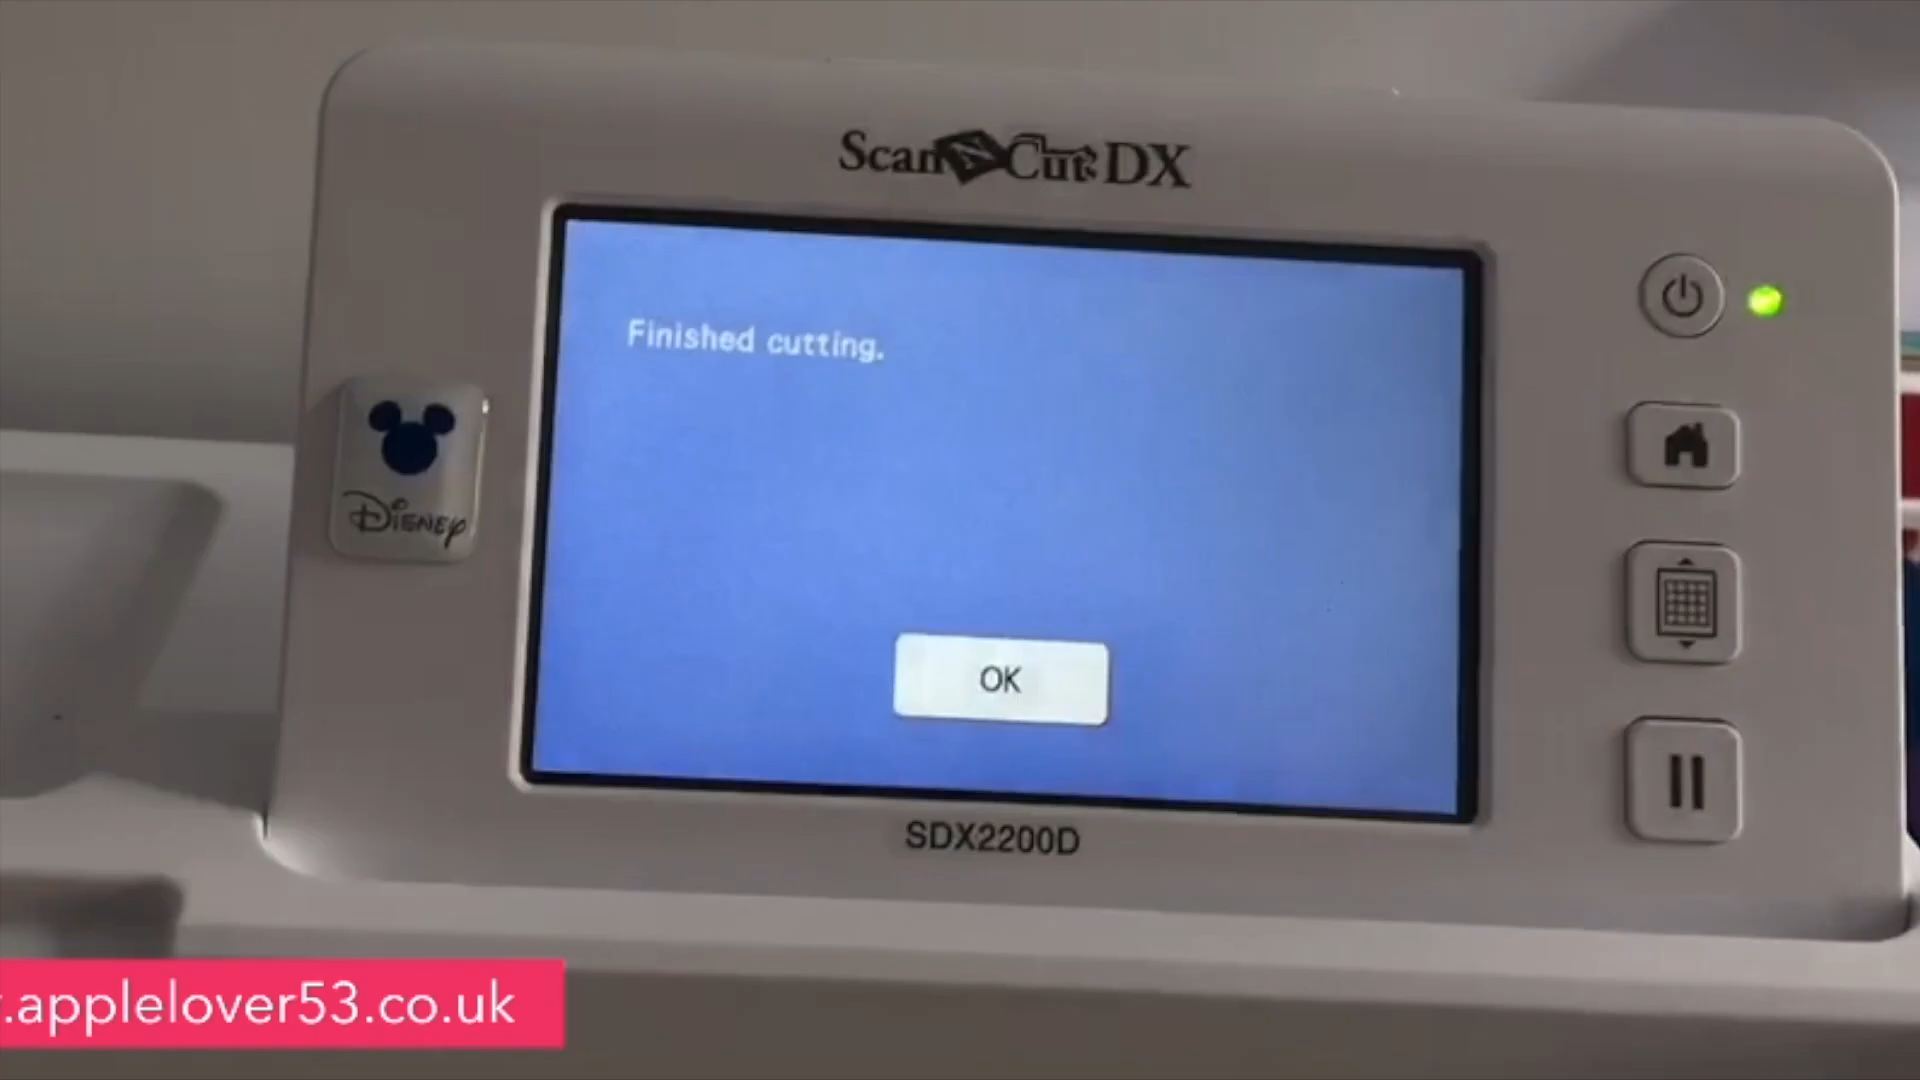 ScanNCut DX
Finished cutting.
Disney
OK
SDX2200D
.applelover53.co.uk